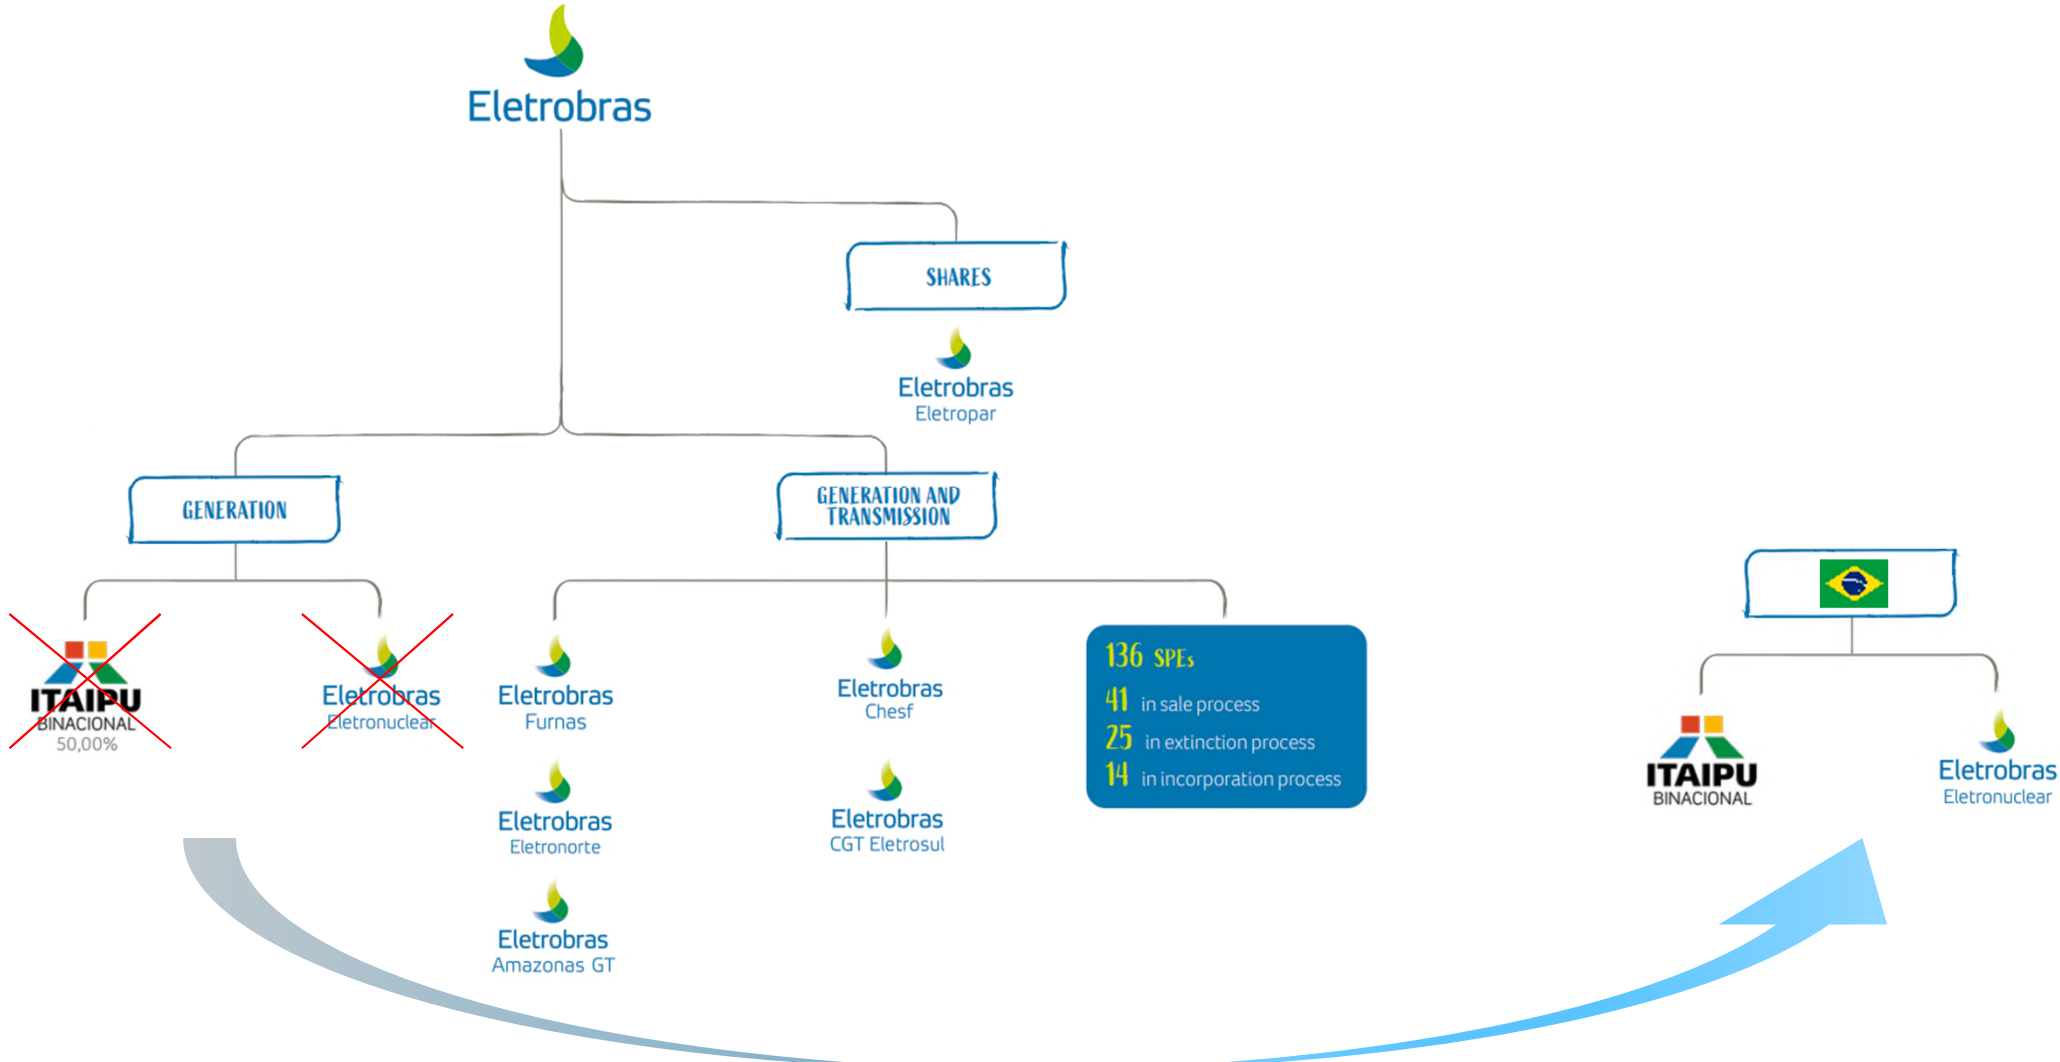 Eletrobras
SHARES
Eletrobras
Eletropar
GENERATION
GENERATION AND
TRANSMISSION
ITAIPU
BINACIONAL
50,00%
Eletrobras
Eletronuclear
Eletrobras
Furnas
Eletrobras
Eletronorte
Eletrobras
Amazonas GT
Eletrobras
Chesf
Eletrobras
CGT Eletrosul
136 SPEs
41 in sale process
25 in extinction process
14 in incorporation process
ITAIPU
BINACIONAL
Eletrobras
Eletronuclear